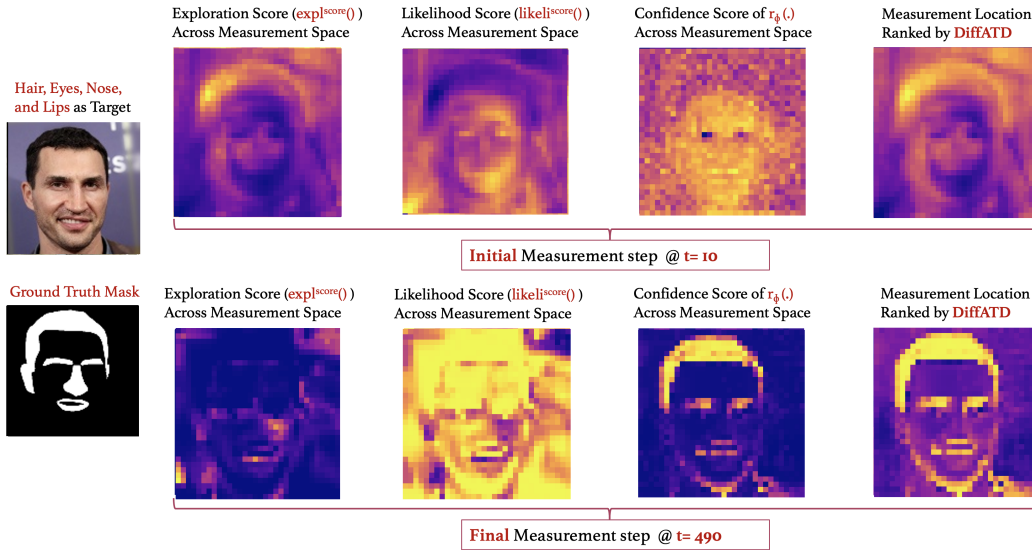 Exploration Score (expl^score() )
Across Measurement Space
Likelihood Score (likeli^score() )
Across Measurement Space
Confidence Score of r_ϕ(.)
Across Measurement Space
Measurement Location
Ranked by DiffATD
Hair, Eyes, Nose,
and Lips as Target
Initial Measurement step @ t= 10
Ground Truth Mask
Exploration Score (expl^score() )
Across Measurement Space
Likelihood Score (likeli^score() )
Across Measurement Space
Confidence Score of r_ϕ(.)
Across Measurement Space
Measurement Location
Ranked by DiffATD
Final Measurement step @ t= 490